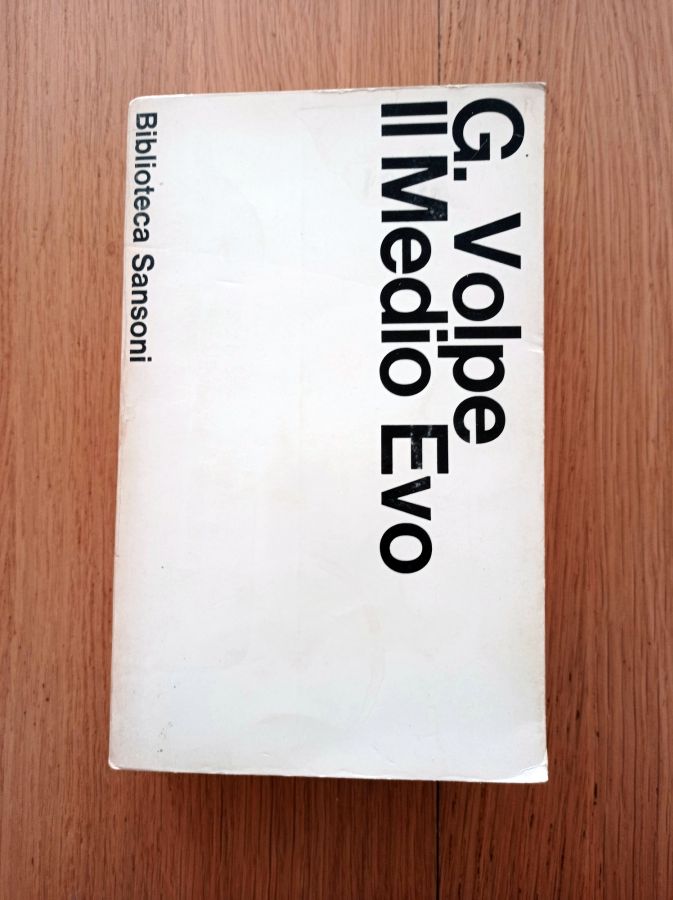 G. Volpe
Il Medio Evo
Biblioteca Sansoni